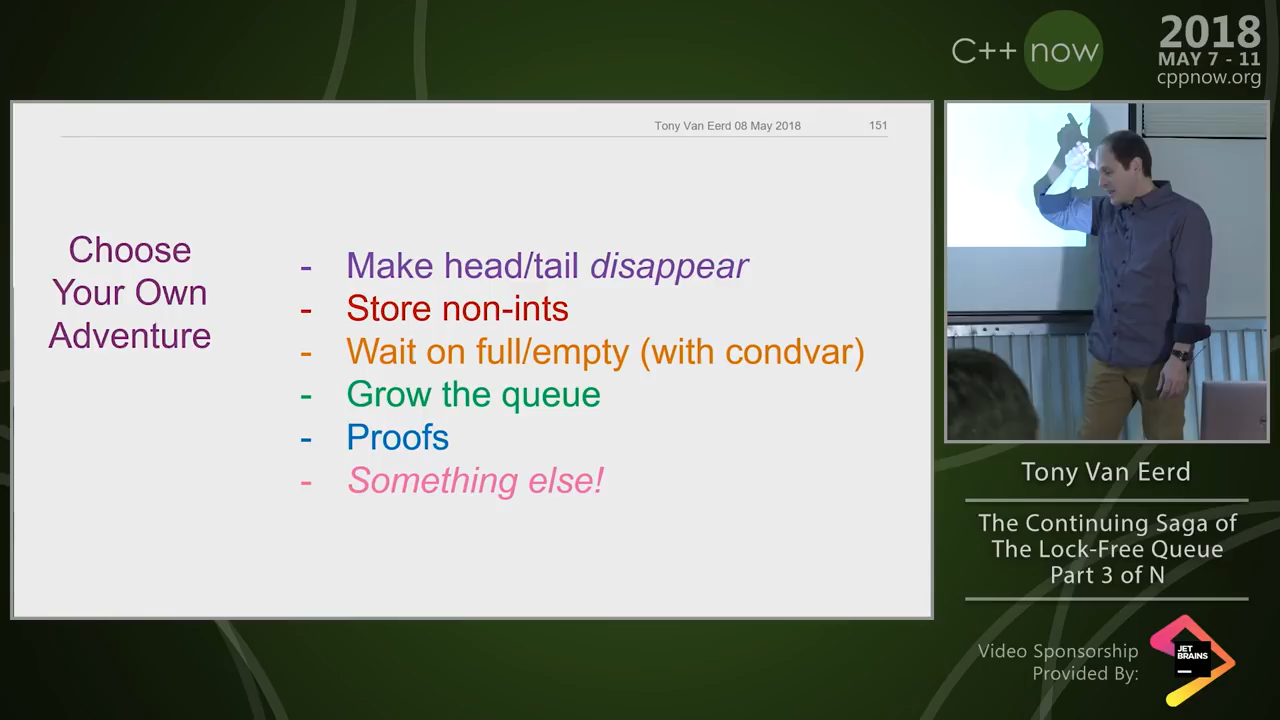 C++ now
2018
MAY 7 - 11
cppnow.org
Tony Van Eerd 08 May 2018 151
Choose
Your Own
Adventure
- Make head/tail disappear
- Store non-ints
- Wait on full/empty (with condvar)
- Grow the queue
- Proofs
- Something else!
Tony Van Eerd
The Continuing Saga of
The Lock-Free Queue
Part 3 of N
Video Sponsorship
Provided By:
JET
BRAINS